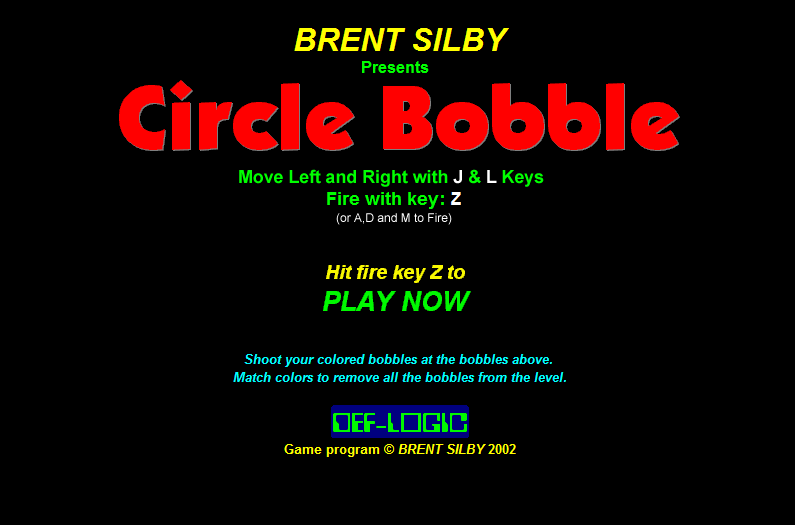 BRENT SILBY
Presents
Circle Bobble
Move Left and Right with J & L Keys
Fire with key: Z
(or A,D and M to Fire)
Hit fire key Z to
PLAY NOW
Shoot your colored bobbles at the bobbles above.
Match colors to remove all the bobbles from the level.
DEF-LOGIC
Game program © BRENT SILBY 2002